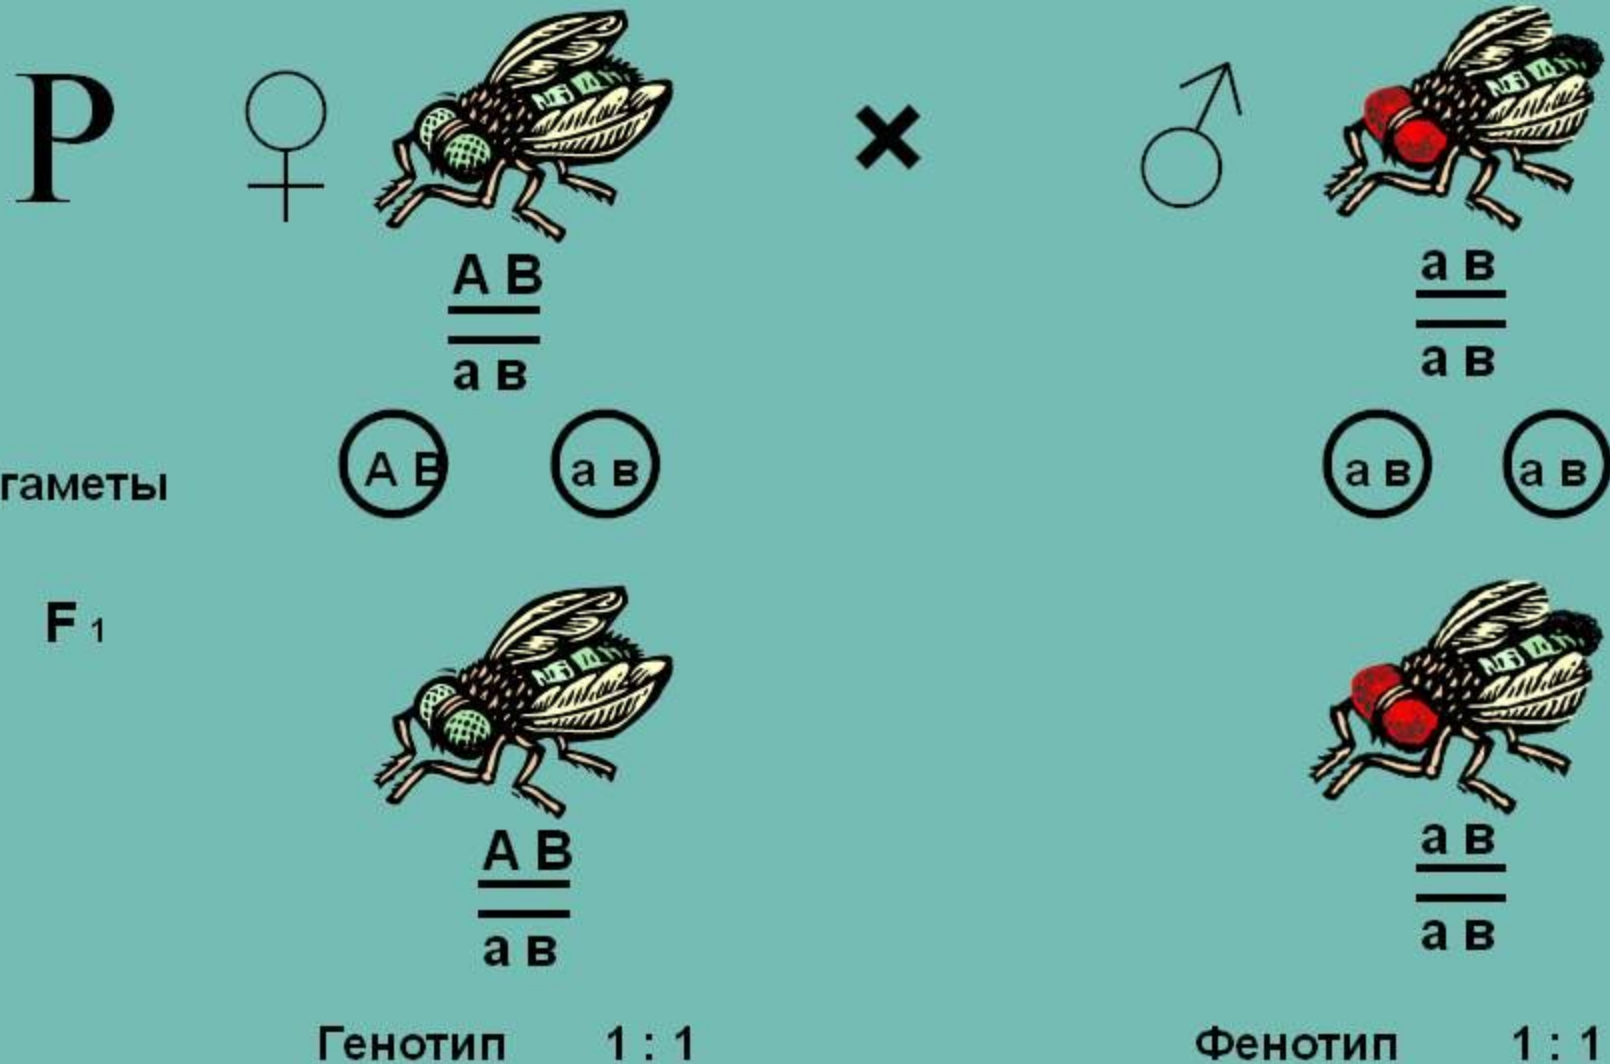 P ♀ × ♂
А В
а в
а в
а в
гаметы А В а в а в а в
F 1
А В
а в
а в
а в
Генотип 1 : 1 Фенотип 1 : 1